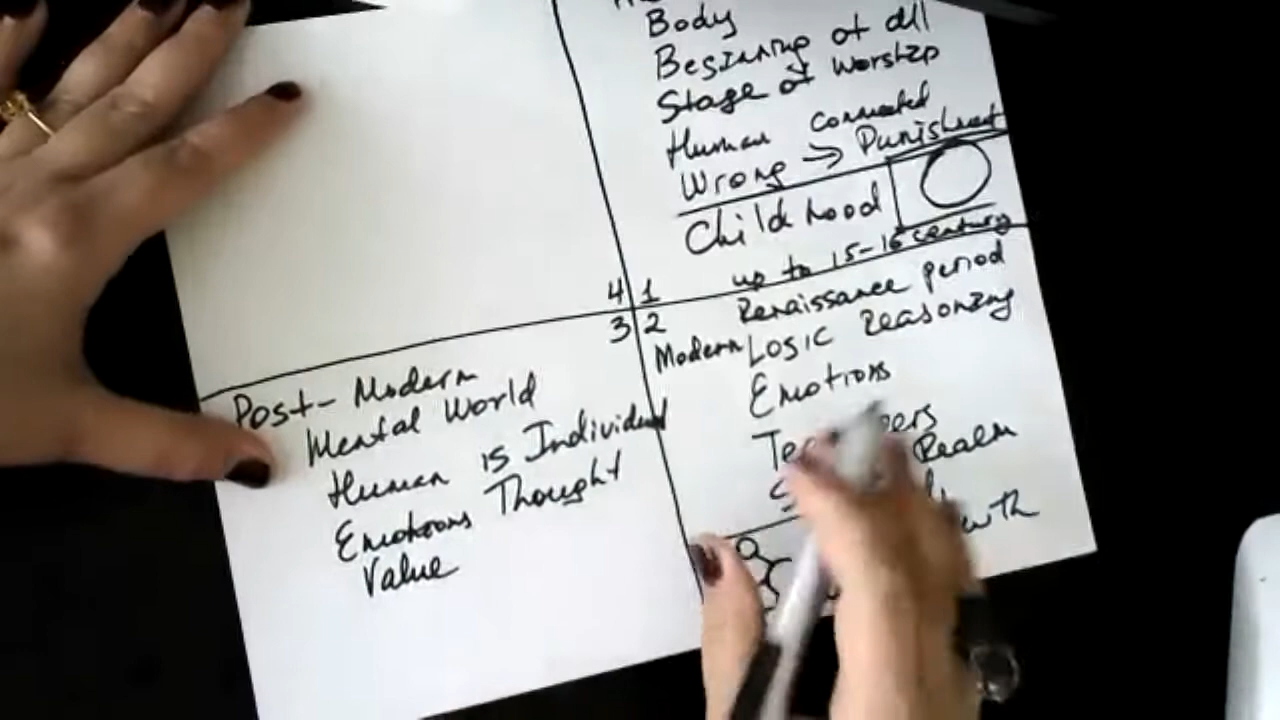 Body
Beginning of all
Stage of Worship
Human connected
Wrong → Punishment
Childhood
up to 15-16 century
4 1
3 2
Renaissance period
Modern Logic Reasoning
Emotions
Realm
Post-Modern
Mental World
Human is Individual
Emotions Thought
Value